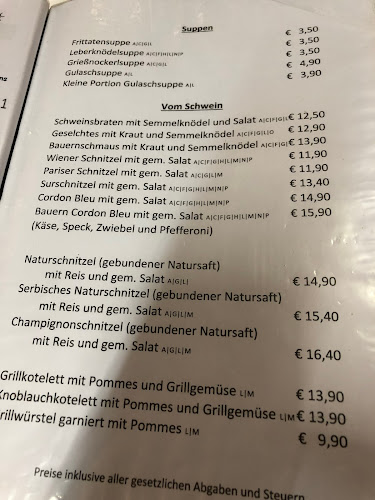 Suppen
Frittatensuppe A|C|G|L € 3,50
Leberknödelsuppe A|C|F|H|L|N|P € 3,50
Grießnockerlsuppe A|C|G|L € 3,50
Gulaschsuppe A|L € 4,90
Kleine Portion Gulaschsuppe A|L € 3,90
Vom Schwein
Schweinsbraten mit Semmelknödel und Salat A|C|F|G|L € 12,50
Geselchtes mit Kraut und Semmelknödel A|C|F|G|L|O € 12,90
Bauernschmaus mit Kraut und Semmelknödel A|C|F|G| € 13,90
Wiener Schnitzel mit gem. Salat A|C|F|G|H|L|M|N|P € 11,90
Pariser Schnitzel mit gem. Salat A|C|G|L|M € 11,90
Surschnitzel mit gem. Salat A|C|F|G|H|L|M|N|P € 13,40
Cordon Bleu mit gem. Salat A|C|F|G|H|L|M|N|P € 14,90
Bauern Cordon Bleu mit gem. Salat A|C|F|G|H|L|M|N|P € 15,90
(Käse, Speck, Zwiebel und Pfefferoni)
Naturschnitzel (gebundener Natursaft)
mit Reis und gem. Salat A|G|L| € 14,90
Serbisches Naturschnitzel (gebundener Natursaft)
mit Reis und gem. Salat A|G|L|M € 15,40
Champignonschnitzel (gebundener Natursaft)
mit Reis und gem. Salat A|G|L|M € 16,40
Grillkotelett mit Pommes und Grillgemüse L|M € 13,90
Knoblauchkotelett mit Pommes und Grillgemüse L|M € 13,90
rillwürstel garniert mit Pommes L|M € 9,90
Preise inklusive aller gesetzlichen Abgaben und Steuern